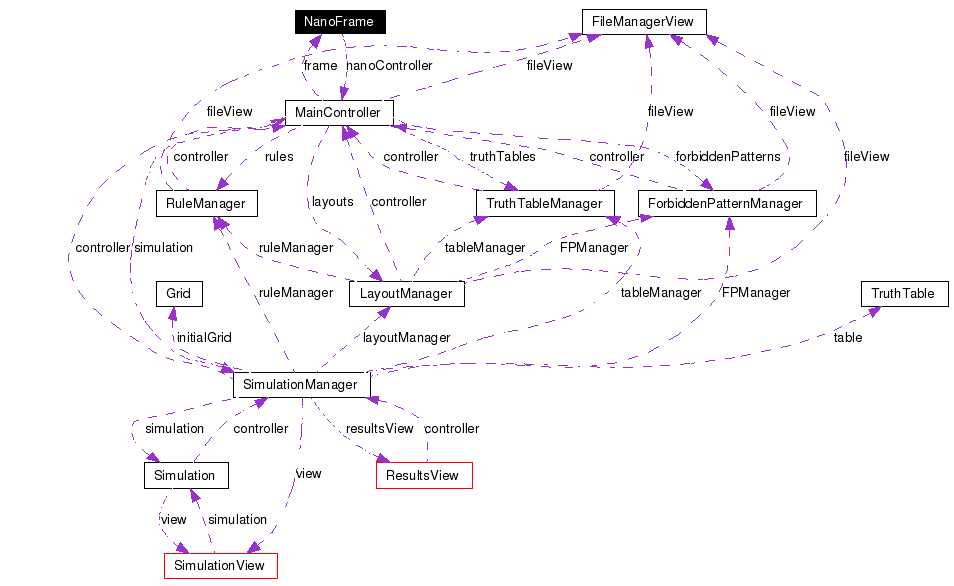 NanoFrame
FileManagerView
frame
nanoController
fileView
MainController
fileView
fileView
fileView
controller
rules
controller
truthTables
controller
forbiddenPatterns
fileView
RuleManager
layouts
controller
TruthTableManager
ForbiddenPatternManager
controller
simulation
ruleManager
tableManager
FPManager
Grid
ruleManager
LayoutManager
tableManager
FPManager
TruthTable
initialGrid
layoutManager
table
SimulationManager
simulation
controller
resultsView
controller
Simulation
view
ResultsView
view
simulation
SimulationView